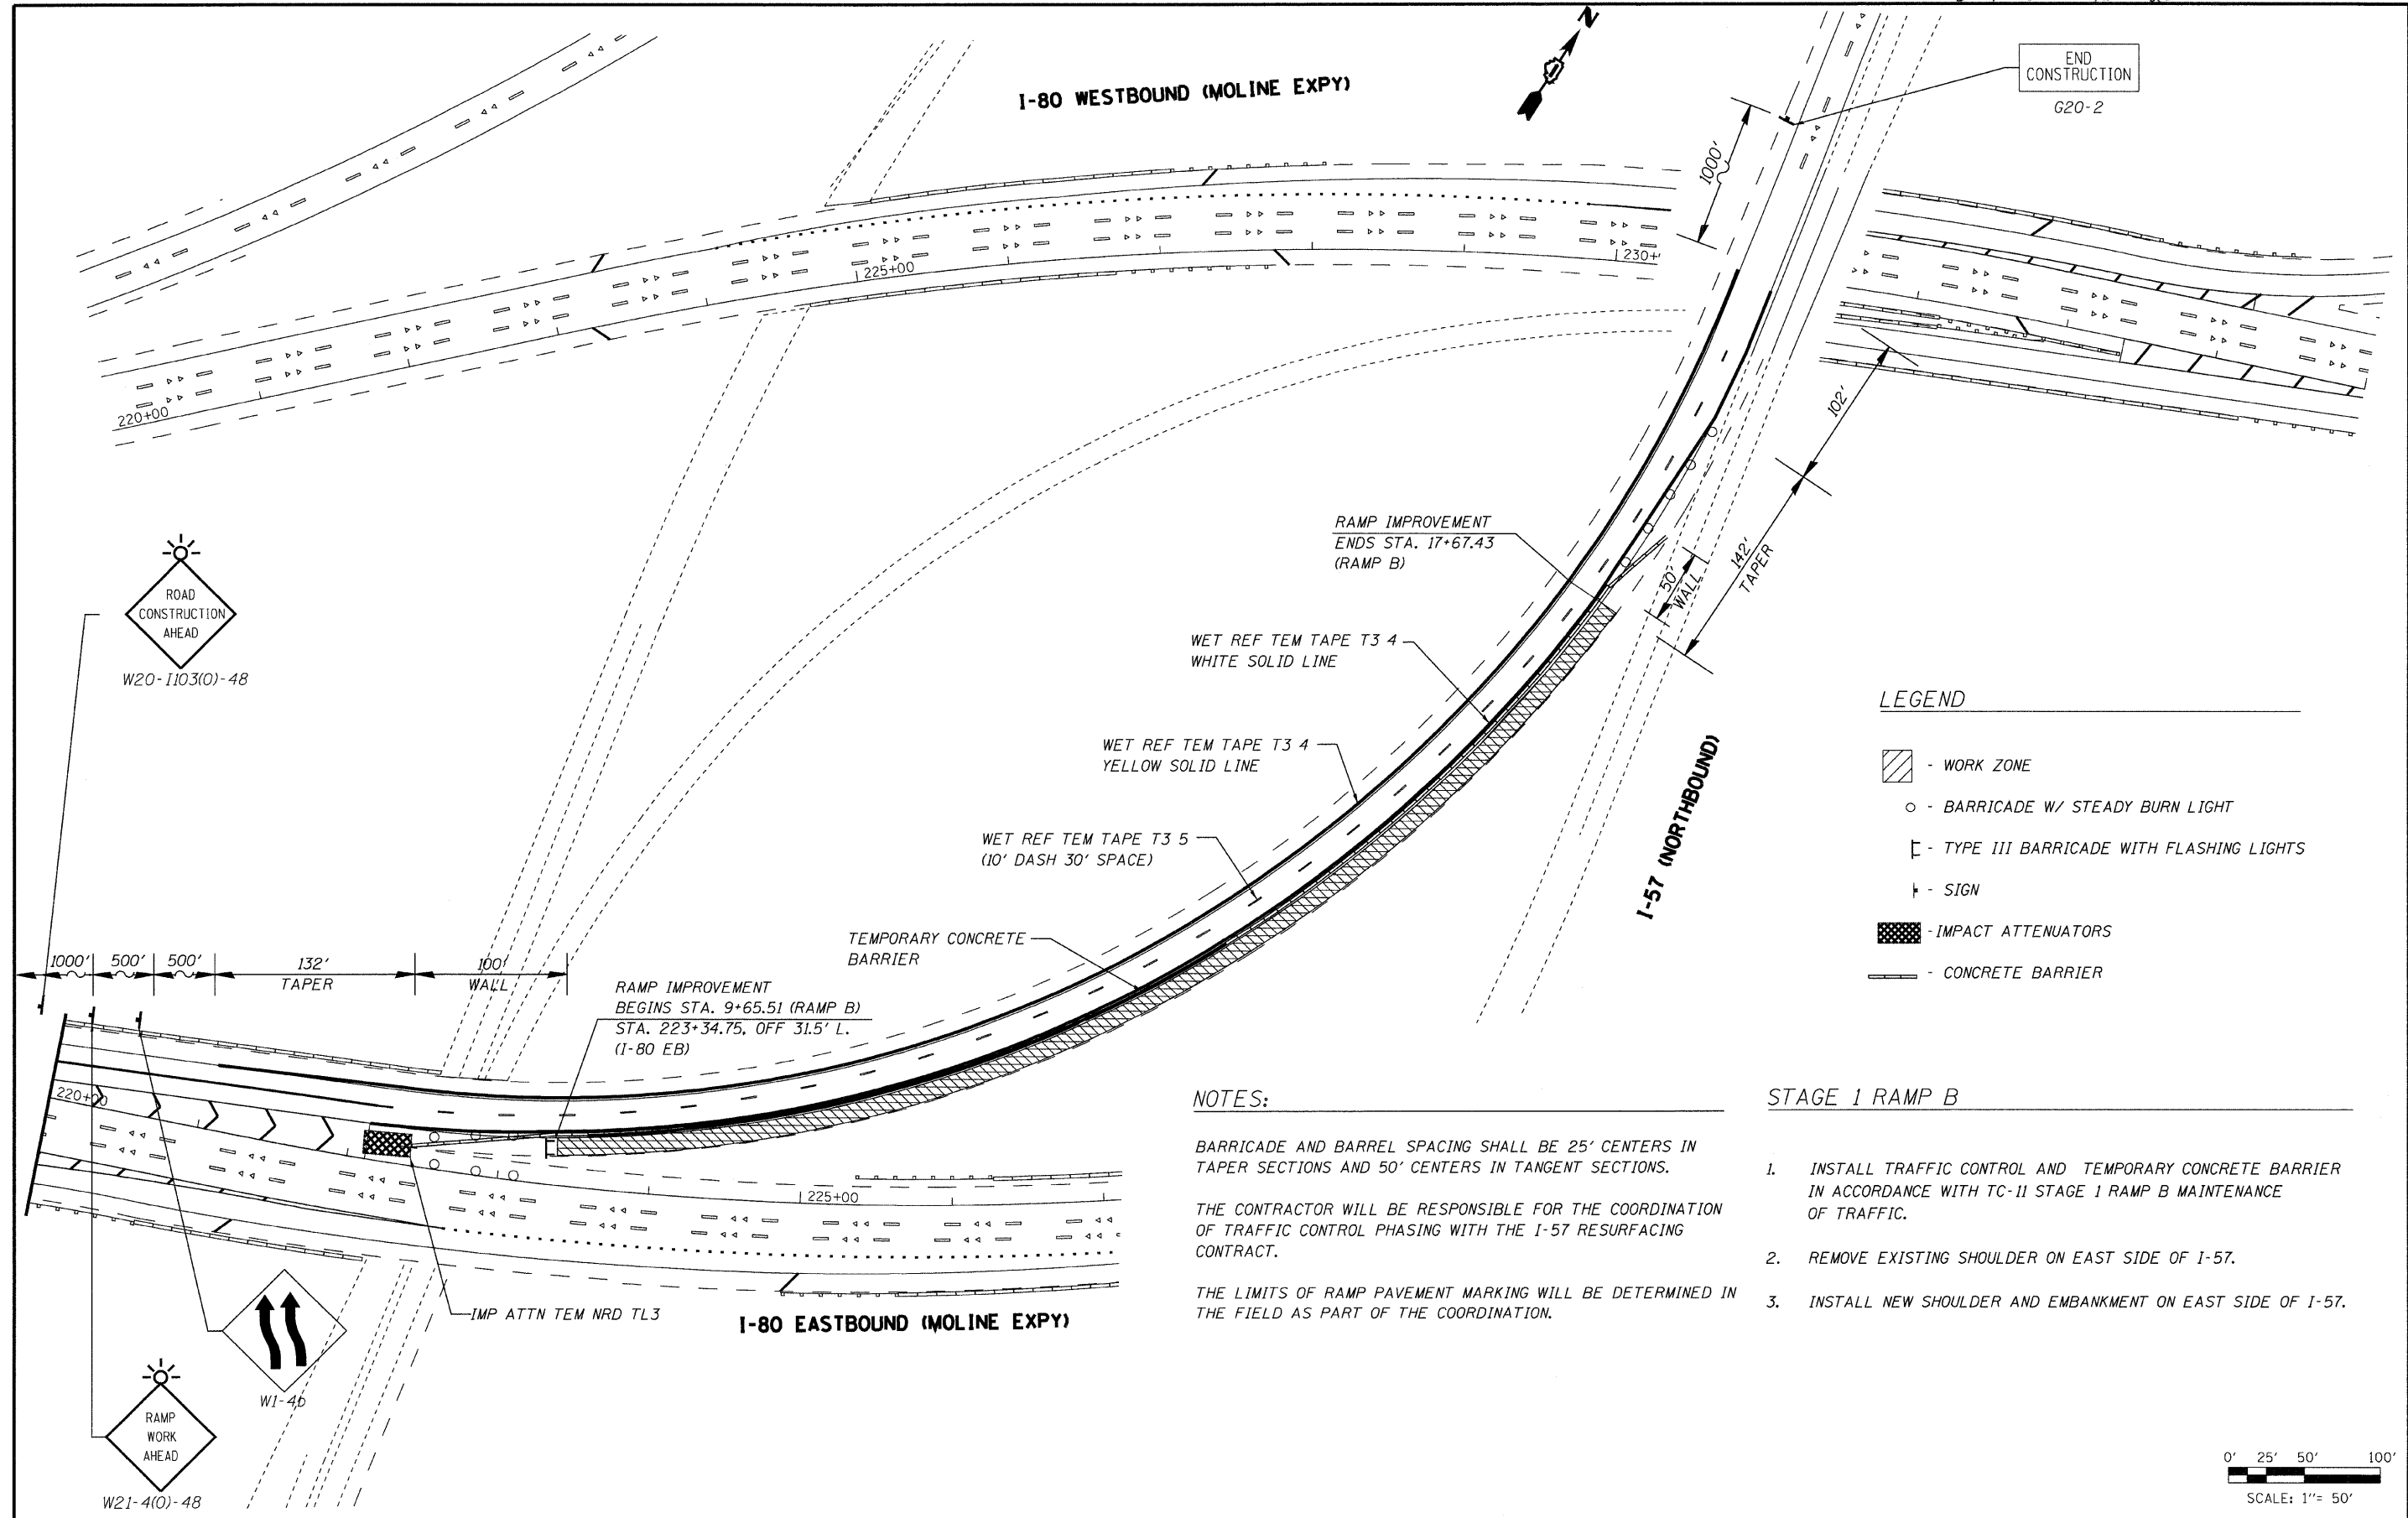 N
I-80 WESTBOUND (MOLINE EXPY)
END
CONSTRUCTION
G20-2
1000'
225+00
230+
220+00
102'
142'
TAPER
50'
WALL
RAMP IMPROVEMENT
ENDS STA. 17+67.43
(RAMP B)
ROAD
CONSTRUCTION
AHEAD
W20-I103(O)-48
WET REF TEM TAPE T3 4
WHITE SOLID LINE
WET REF TEM TAPE T3 4
YELLOW SOLID LINE
WET REF TEM TAPE T3 5
(10' DASH 30' SPACE)
TEMPORARY CONCRETE
BARRIER
I-57 (NORTHBOUND)
LEGEND
- WORK ZONE
- BARRICADE W/ STEADY BURN LIGHT
- TYPE III BARRICADE WITH FLASHING LIGHTS
- SIGN
- IMPACT ATTENUATORS
- CONCRETE BARRIER
1000' 500' 500' 132' 100'
TAPER WALL
RAMP IMPROVEMENT
BEGINS STA. 9+65.51 (RAMP B)
STA. 223+34.75, OFF 31.5' L.
(I-80 EB)
220+00
225+00
IMP ATTN TEM NRD TL3
I-80 EASTBOUND (MOLINE EXPY)
W1-4b
RAMP
WORK
AHEAD
W21-4(O)-48
NOTES:
BARRICADE AND BARREL SPACING SHALL BE 25' CENTERS IN
TAPER SECTIONS AND 50' CENTERS IN TANGENT SECTIONS.
THE CONTRACTOR WILL BE RESPONSIBLE FOR THE COORDINATION
OF TRAFFIC CONTROL PHASING WITH THE I-57 RESURFACING
CONTRACT.
THE LIMITS OF RAMP PAVEMENT MARKING WILL BE DETERMINED IN
THE FIELD AS PART OF THE COORDINATION.
STAGE 1 RAMP B
1. INSTALL TRAFFIC CONTROL AND TEMPORARY CONCRETE BARRIER
IN ACCORDANCE WITH TC-11 STAGE 1 RAMP B MAINTENANCE
OF TRAFFIC.
2. REMOVE EXISTING SHOULDER ON EAST SIDE OF I-57.
3. INSTALL NEW SHOULDER AND EMBANKMENT ON EAST SIDE OF I-57.
0' 25' 50' 100'
SCALE: 1"= 50'